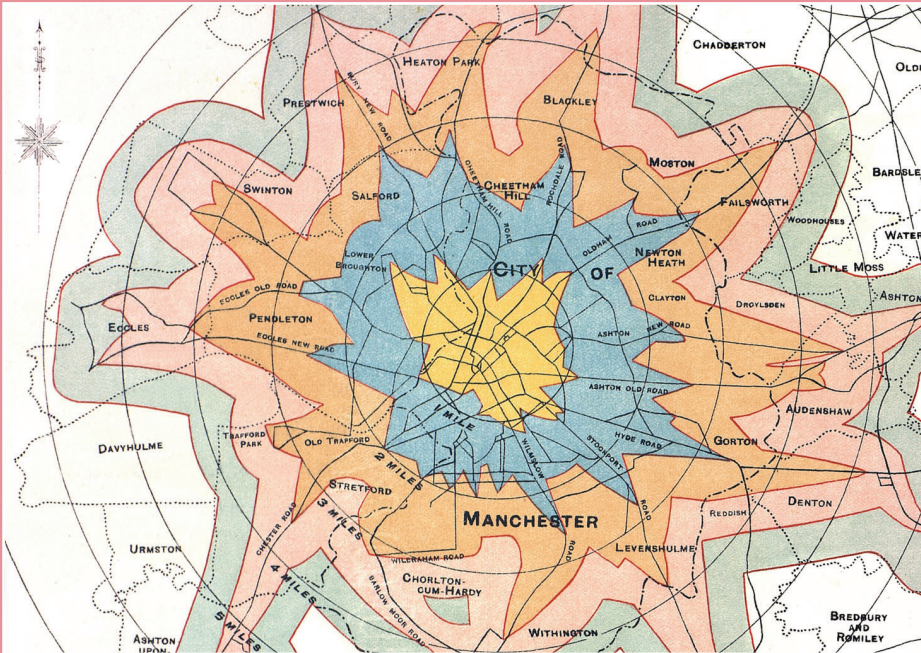 CHADDERTON
HEATON PARK
OLD
PRESTWICH
BURY NEW ROAD
BLACKLEY
MOSTON
BARDSLE
SWINTON
SALFORD
CHEETHAM HILL ROAD
CHEETHAM
HILL
ROCHDALE ROAD
FAILSWORTH
WOODHOUSES
WATER
OLDHAM ROAD
LOWER
BROUGHTON
CITY OF
NEWTON
HEATH
LITTLE MOSS
ECCLES OLD ROAD
CLAYTON
DROYLSDEN
ASHTON
ECCLES
PENDLETON
ECCLES NEW ROAD
ASHTON NEW ROAD
ASHTON OLD ROAD
AUDENSHAW
1 MILE
TRAFFORD
PARK
OLD TRAFFORD
HYDE ROAD
GORTON
DAVYHULME
WILMSLOW ROAD
STOCKPORT ROAD
2 MILES
STRETFORD
MANCHESTER
REDDISH
DENTON
3 MILES
CHESTER ROAD
URMSTON
WILBRAHAM ROAD
LEVENSHULME
4 MILES
CHORLTON-
CUM-HARDY
BARLOW MOOR ROAD
5 MILES
WITHINGTON
BREDBURY
AND
ROMILEY
ASHTON
UPON-